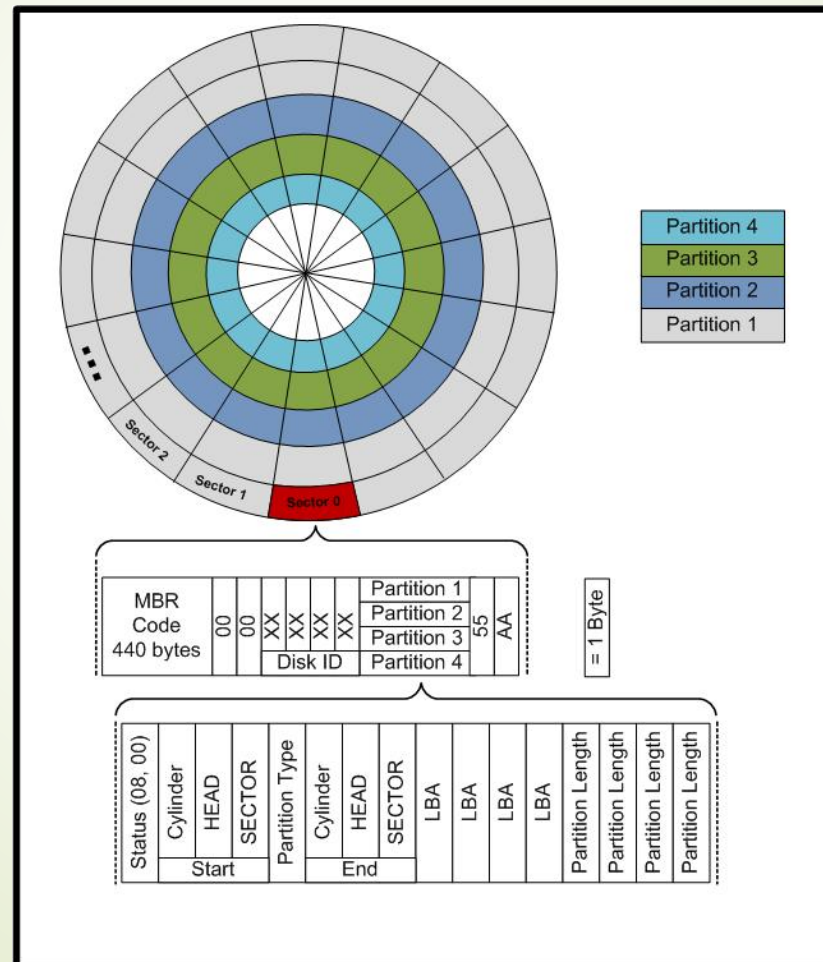 Partition 4
Partition 3
Partition 2
Partition 1
Sector 2
Sector 1
Sector 0
MBR
Code
440 bytes
00
00
XX
XX
XX
XX
Disk ID
Partition 1
Partition 2
Partition 3
Partition 4
55
AA
= 1 Byte
Status (08, 00)
Cylinder
HEAD
SECTOR
Start
Partition Type
Cylinder
HEAD
SECTOR
End
LBA
LBA
LBA
LBA
Partition Length
Partition Length
Partition Length
Partition Length